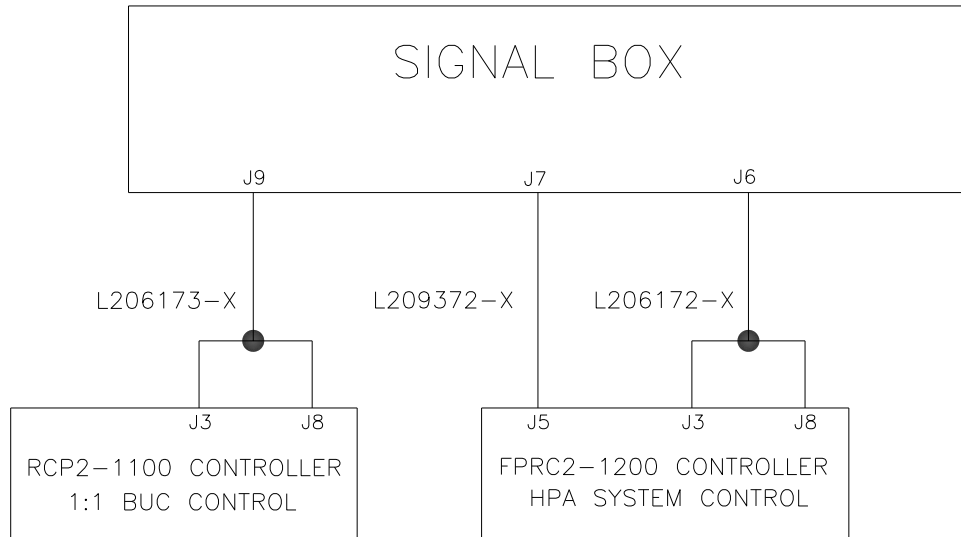 SIGNAL BOX
J9
J7
J6
L206173-X
L209372-X
L206172-X
J3
J8
J5
J3
J8
RCP2-1100 CONTROLLER
1:1 BUC CONTROL
FPRC2-1200 CONTROLLER
HPA SYSTEM CONTROL